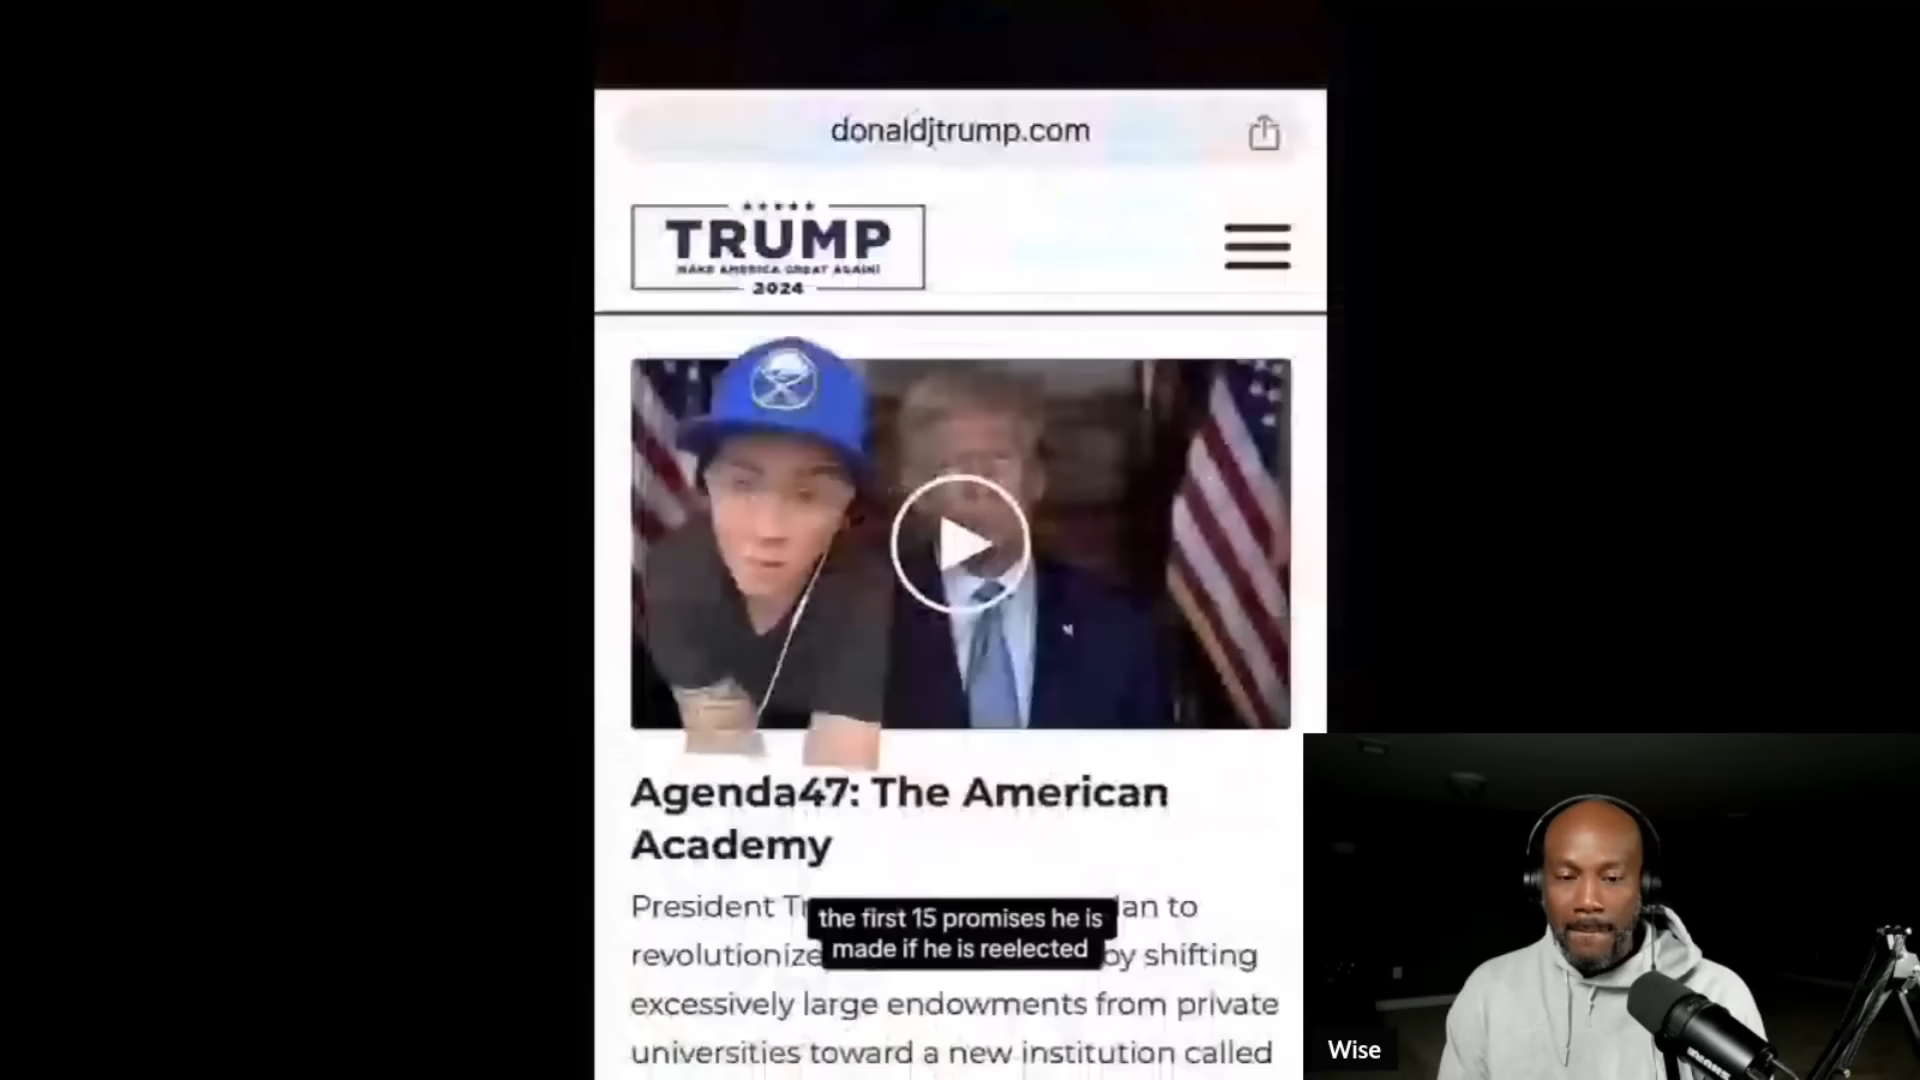 donaldjtrump.com
TRUMP
MAKE AMERICA GREAT AGAIN!
2024
Agenda47: The American
Academy
President T lan to
the first 15 promises he is
made if he is reelected
revolutionize by shifting
excessively large endowments from private
universities toward a new institution called
Wise